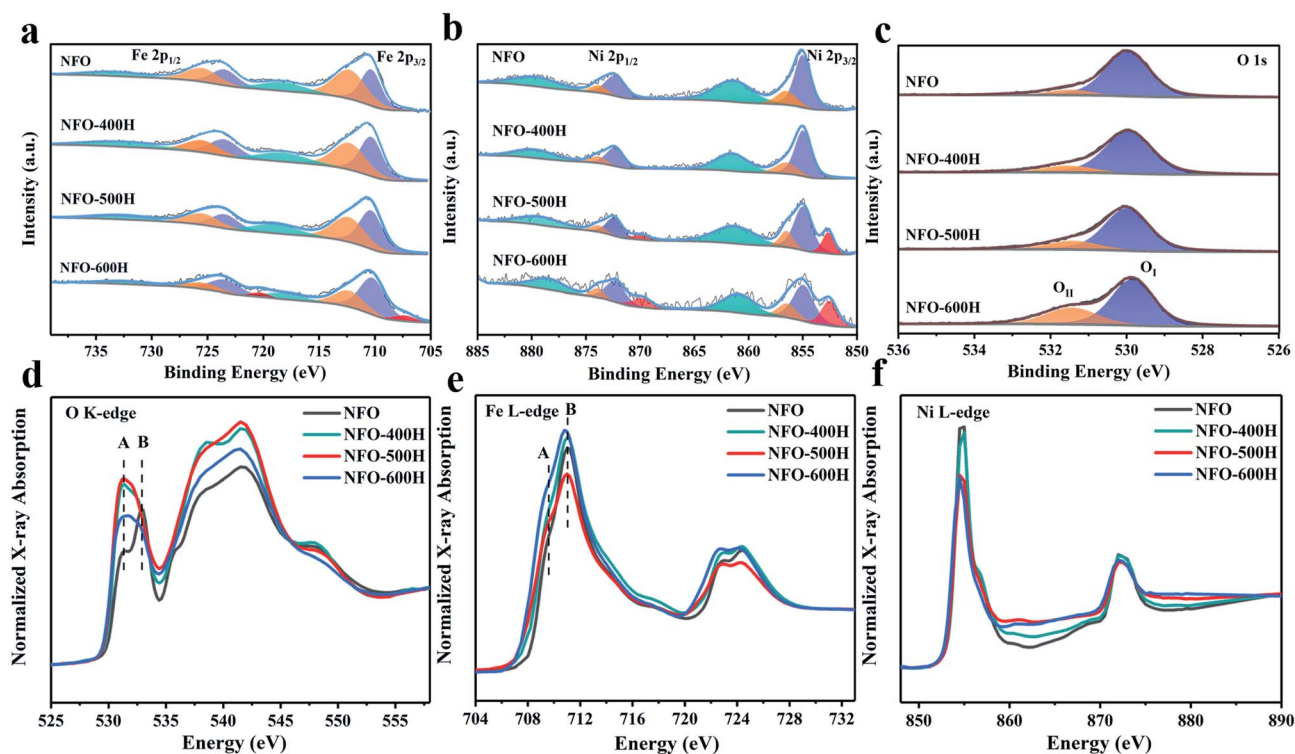 a
Fe 2p1/2
Fe 2p3/2
NFO
NFO-400H
NFO-500H
NFO-600H
Intensity (a.u.)
735 730 725 720 715 710 705
Binding Energy (eV)
b
Ni 2p1/2
Ni 2p3/2
NFO
NFO-400H
NFO-500H
NFO-600H
Intensity (a.u.)
885 880 875 870 865 860 855 850
Binding Energy (eV)
c
O 1s
NFO
NFO-400H
NFO-500H
NFO-600H
OII
OI
Intensity (a.u.)
536 534 532 530 528 526
Binding Energy (eV)
d
O K-edge
A B
NFO
NFO-400H
NFO-500H
NFO-600H
Normalized X-ray Absorption
525 530 535 540 545 550 555
Energy (eV)
e
Fe L-edge
A B
NFO
NFO-400H
NFO-500H
NFO-600H
Normalized X-ray Absorption
704 708 712 716 720 724 728 732
Energy (eV)
f
Ni L-edge
NFO
NFO-400H
NFO-500H
NFO-600H
Normalized X-ray Absorption
850 860 870 880 890
Energy (eV)